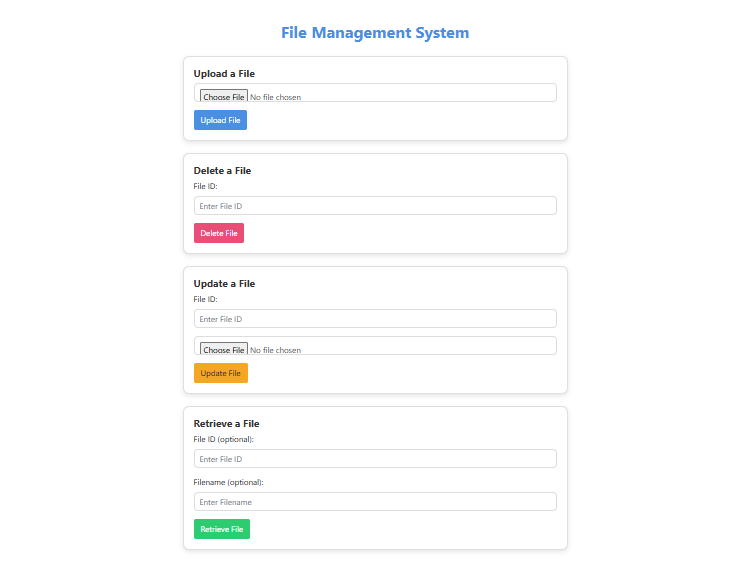 File Management System
Upload a File
Choose File No file chosen
Upload File
Delete a File
File ID:
Enter File ID
Delete File
Update a File
File ID:
Enter File ID
Choose File No file chosen
Update File
Retrieve a File
File ID (optional):
Enter File ID
Filename (optional):
Enter Filename
Retrieve File